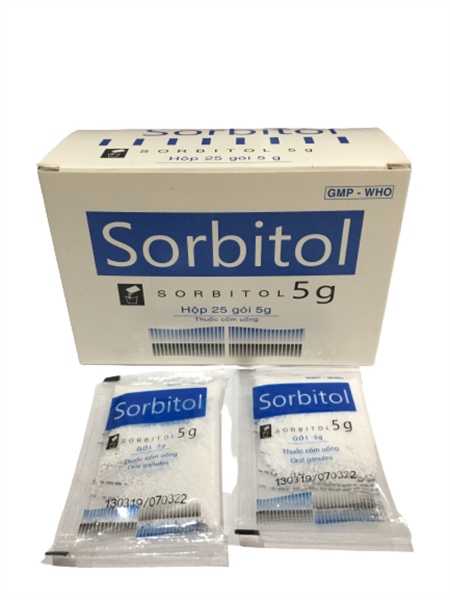 Sorbitol
SORBITOL 5g
Hộp 25 gói 5g
GMP - WHO
Sorbitol
SORBITOL 5g
Hộp 25 gói 5g
Thuốc cốm uống
Sorbitol
SORBITOL 5g
GÓI 5g
Thuốc cốm uống
Oral ganules
130319/070322
Sorbitol
SORBITOL 5g
GÓI 5g
Thuốc cốm uống
Oral ganules
130319/070322